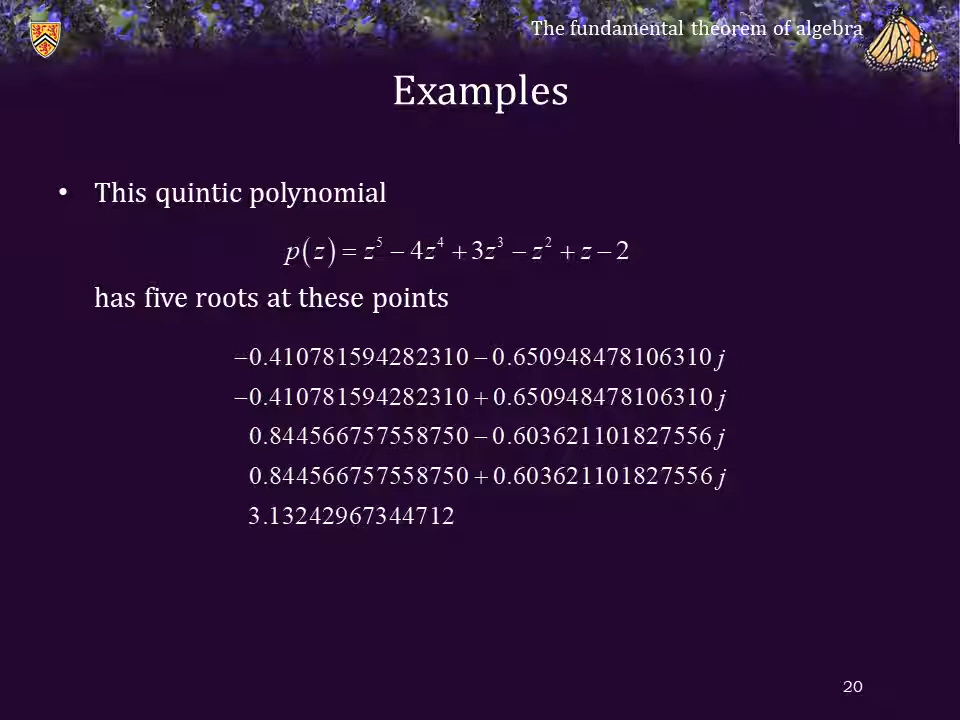 The fundamental theorem of algebra
Examples
• This quintic polynomial
p(z) = z⁵ − 4z⁴ + 3z³ − z² + z − 2
has five roots at these points
−0.410781594282310 − 0.650948478106310 j
−0.410781594282310 + 0.650948478106310 j
0.844566757558750 − 0.603621101827556 j
0.844566757558750 + 0.603621101827556 j
3.13242967344712
20